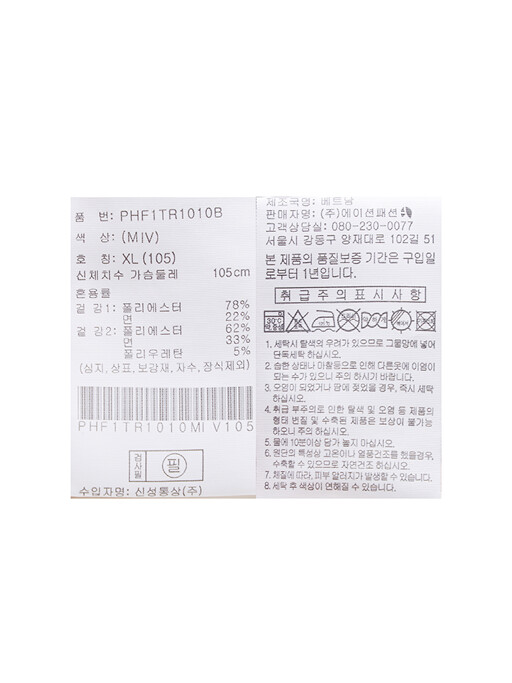 품 번: PHF1TR1010B
색 상: (MIV)
호 칭: XL (105)
신체치수 가슴둘레 105cm
혼용률
겉 감1: 폴리에스터 78%
면 22%
겉 감2: 폴리에스터 62%
면 33%
폴리우레탄 5%
(심지, 상표, 보강재, 자수, 장식제외)
PHF1TR1010MIV105
검사필
필
수입자명: 신성통상(주)
제조국명: 베트남
판매자명: (주)에이션패션
고객상담실: 080-230-0077
서울시 강동구 양재대로 102길 51
본 제품의 품질보증 기간은 구입일
로부터 1년입니다.
취급주의표시사항
1. 세탁시 탈색의 우려가 있으므로 그물망에 넣어
단독세탁 하십시오.
2. 습한 상태나 마찰등으로 인해 다른옷에 이염이
되는 수가 있으니 주의 하시기 바랍니다.
3. 오염이 되었거나 땀에 젖었을 경우, 즉시 세탁
하십시오.
4. 취급 부주의로 인한 탈색 및 오염 등 제품의
형태 변질 및 수축된 제품은 보상이 불가능
하오니 주의 하십시오.
5. 물에 10분이상 담가 놓지 마십시오.
6. 원단의 특성상 고온이나 열풍건조를 했을경우,
수축할 수 있으므로 자연건조 하십시오.
7. 체질에 따라, 피부 알러지가 발생할 수 있습니다.
8. 세탁 후 색상이 연해질 수 있습니다.